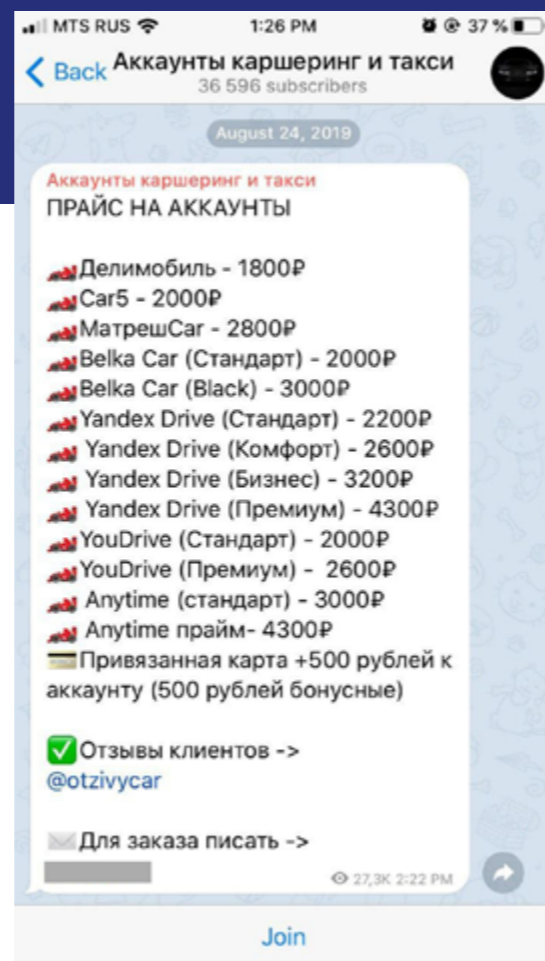 MTS RUS 1:26 PM 37 %
Back Аккаунты каршеринг и такси
36 596 subscribers
August 24, 2019
Аккаунты каршеринг и такси
ПРАЙС НА АККАУНТЫ
Делимобиль - 1800₽
Car5 - 2000₽
МатрешCar - 2800₽
Belka Car (Стандарт) - 2000₽
Belka Car (Black) - 3000₽
Yandex Drive (Стандарт) - 2200₽
Yandex Drive (Комфорт) - 2600₽
Yandex Drive (Бизнес) - 3200₽
Yandex Drive (Премиум) - 4300₽
YouDrive (Стандарт) - 2000₽
YouDrive (Премиум) - 2600₽
Anytime (стандарт) - 3000₽
Anytime прайм- 4300₽
Привязанная карта +500 рублей к
аккаунту (500 рублей бонусные)
Отзывы клиентов ->
@otzivycar
Для заказа писать ->
27,3K 2:22 PM
Join